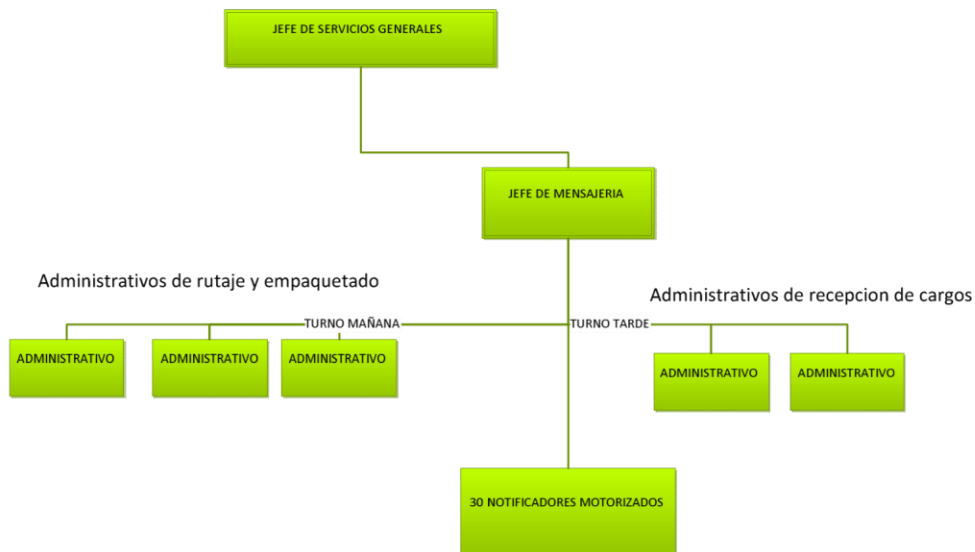 JEFE DE SERVICIOS GENERALES
JEFE DE MENSAJERIA
Administrativos de rutaje y empaquetado
Administrativos de recepcion de cargos
TURNO MAÑANA
TURNO TARDE
ADMINISTRATIVO
ADMINISTRATIVO
ADMINISTRATIVO
ADMINISTRATIVO
ADMINISTRATIVO
30 NOTIFICADORES MOTORIZADOS